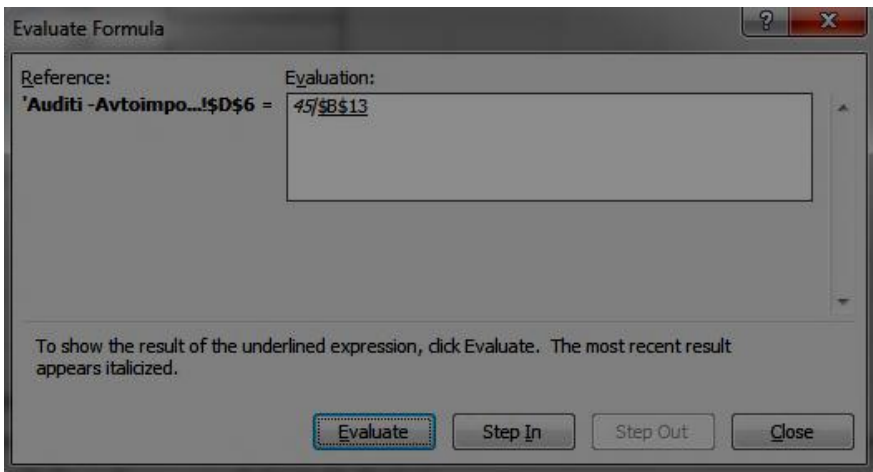 Evaluate Formula
Reference:
Evaluation:
'Auditi -Avtoimpo...!$D$6 =
45/$B$13
To show the result of the underlined expression, click Evaluate.  The most recent result
appears italicized.
Evaluate
Step In
Step Out
Close